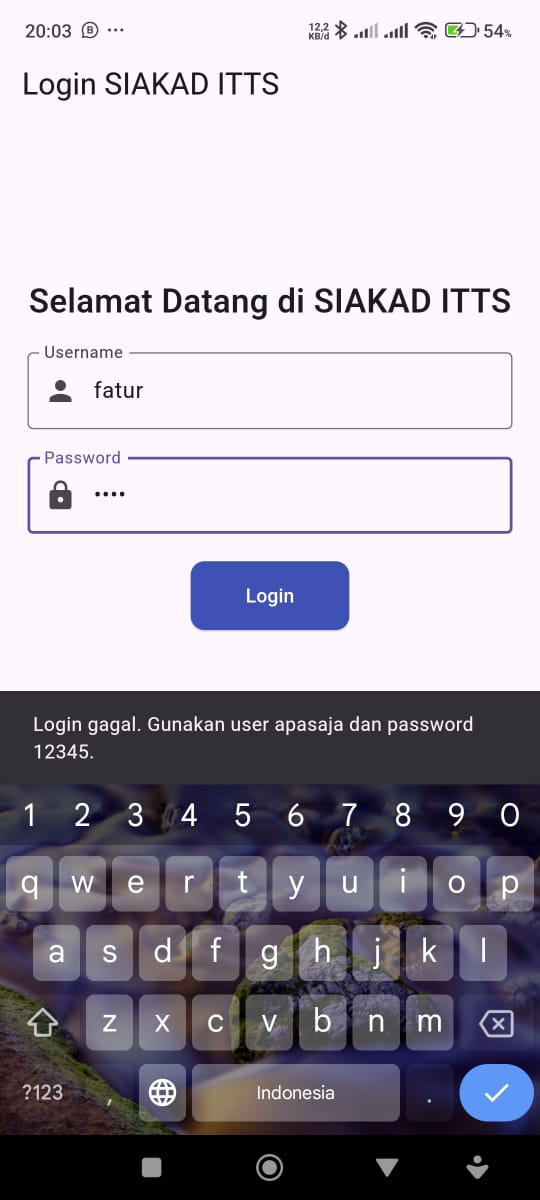 20:03 ... 12,2 KB/d 54%
Login SIAKAD ITTS
Selamat Datang di SIAKAD ITTS
Username
fatur
Password
••••
Login
Login gagal. Gunakan user apasaja dan password
12345.
1 2 3 4 5 6 7 8 9 0
q w e r t y u i o p
a s d f g h j k l
z x c v b n m
?123 , Indonesia .